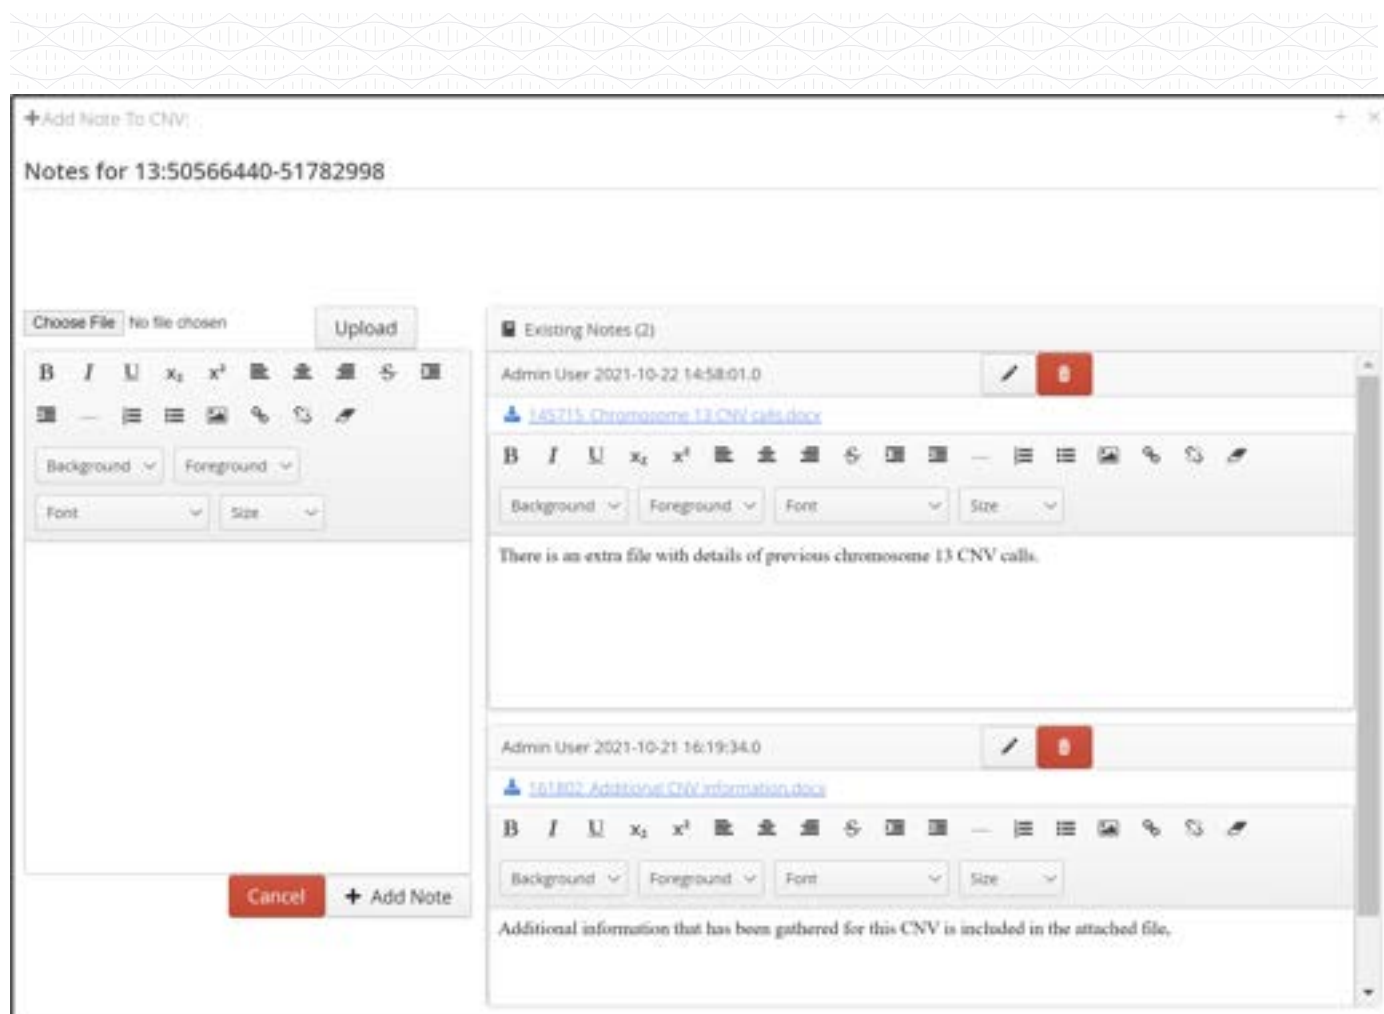 +Add Note To CNV:
Notes for 13:50566440-51782998
Choose File No file chosen
Upload
B I U x₂ x² S
Background Foreground
Font Size
Cancel
+ Add Note
Existing Notes (2)
Admin User 2021-10-22 14:58:01.0
145715_Chromosome 13 CNV calls.docx
B I U x₂ x² S
Background Foreground Font Size
There is an extra file with details of previous chromosome 13 CNV calls.
Admin User 2021-10-21 16:19:34.0
161802_Additional CNV information.docx
B I U x₂ x² S
Background Foreground Font Size
Additional information that has been gathered for this CNV is included in the attached file.